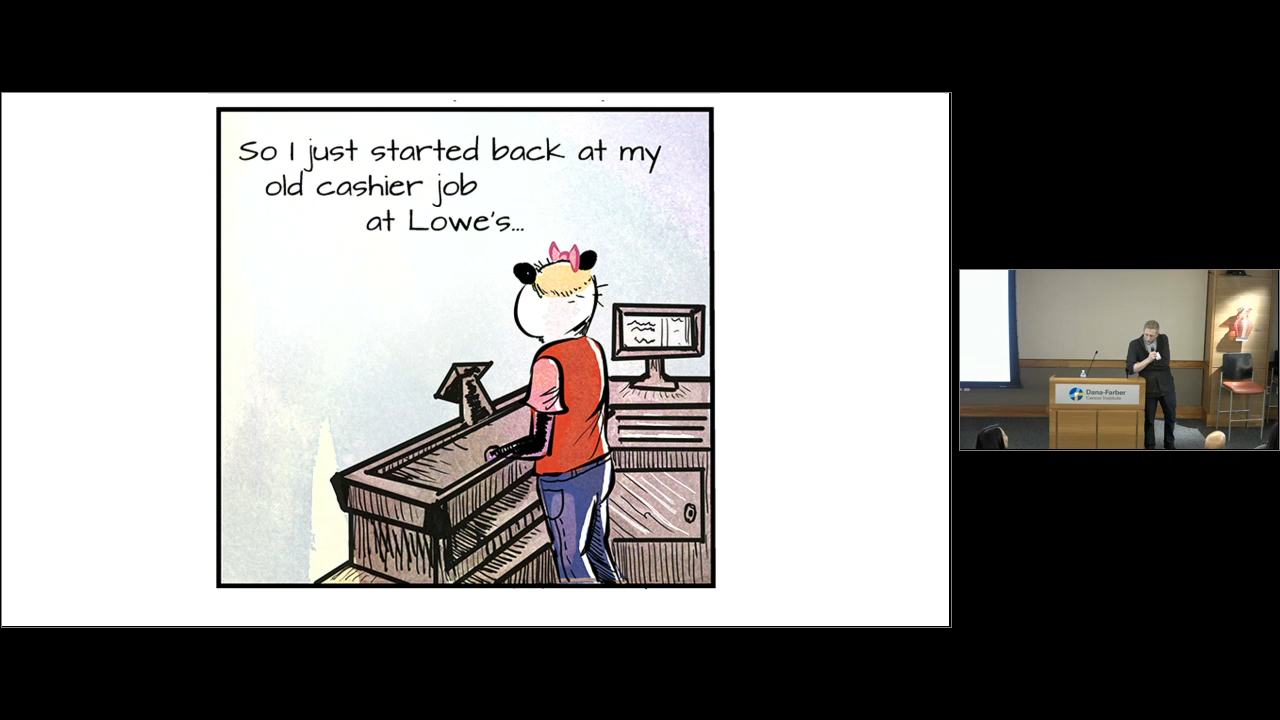 So I just started back at my
old cashier job
at Lowe's...
Dana-Farber
Cancer Institute